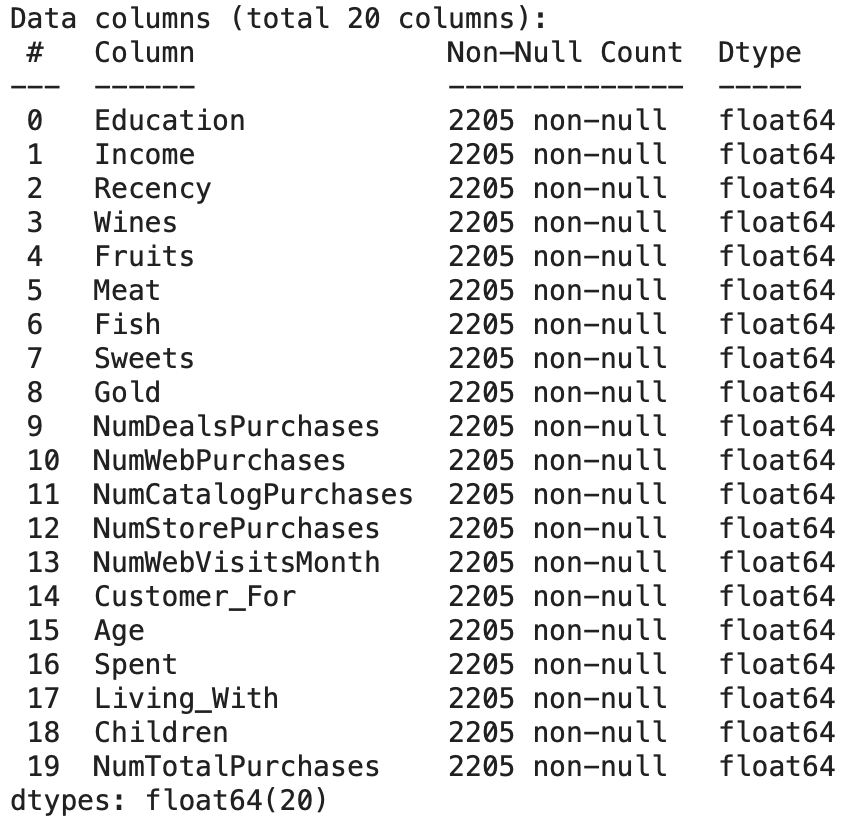 Data columns (total 20 columns):
 #   Column               Non-Null Count  Dtype
---  ------               --------------  -----
 0   Education            2205 non-null   float64
 1   Income               2205 non-null   float64
 2   Recency              2205 non-null   float64
 3   Wines                2205 non-null   float64
 4   Fruits               2205 non-null   float64
 5   Meat                 2205 non-null   float64
 6   Fish                 2205 non-null   float64
 7   Sweets               2205 non-null   float64
 8   Gold                 2205 non-null   float64
 9   NumDealsPurchases    2205 non-null   float64
 10  NumWebPurchases      2205 non-null   float64
 11  NumCatalogPurchases  2205 non-null   float64
 12  NumStorePurchases    2205 non-null   float64
 13  NumWebVisitsMonth    2205 non-null   float64
 14  Customer_For         2205 non-null   float64
 15  Age                  2205 non-null   float64
 16  Spent                2205 non-null   float64
 17  Living_With          2205 non-null   float64
 18  Children             2205 non-null   float64
 19  NumTotalPurchases    2205 non-null   float64
dtypes: float64(20)